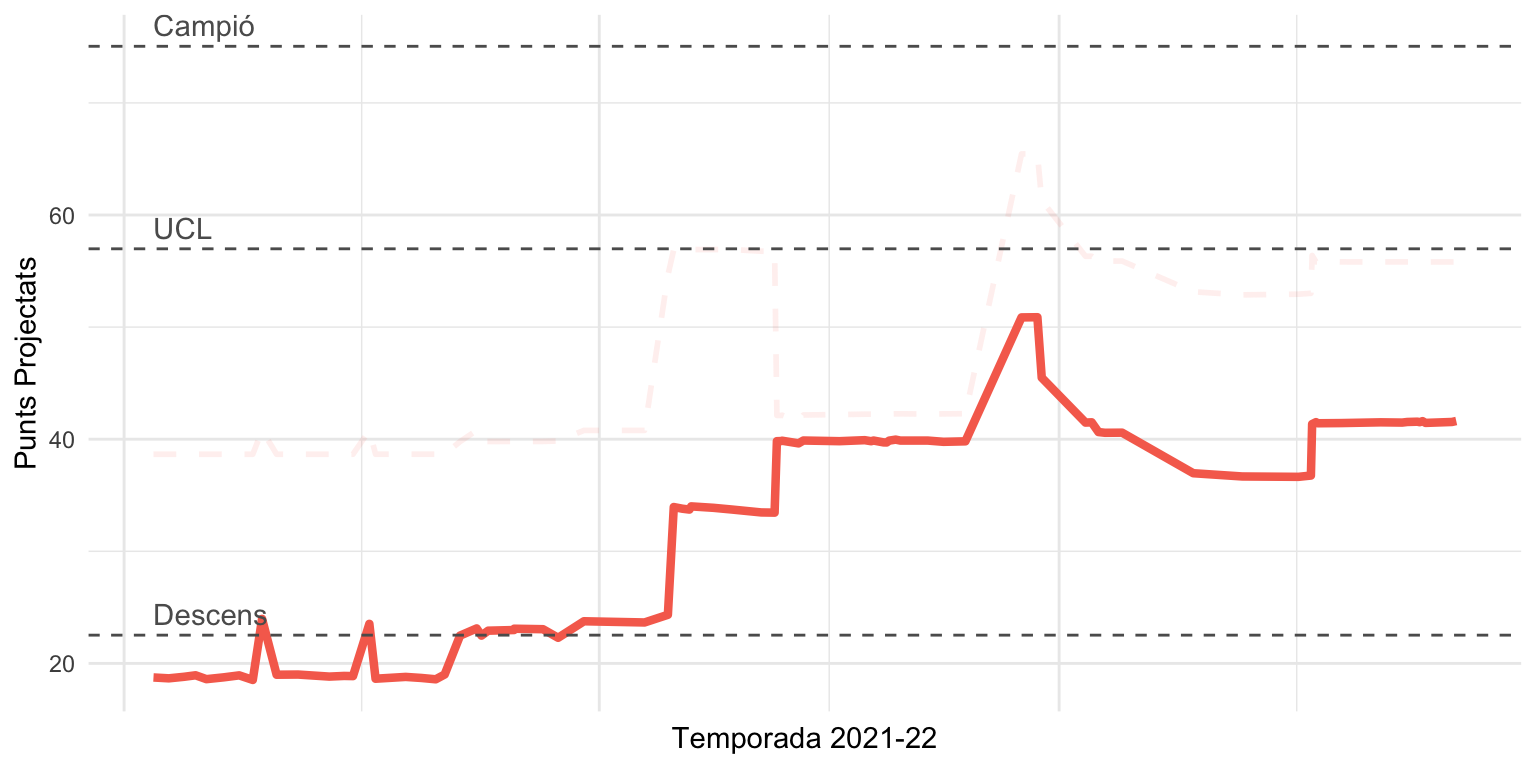 Campió
60
UCL
Punts Projectats
40
Descens
20
Temporada 2021-22